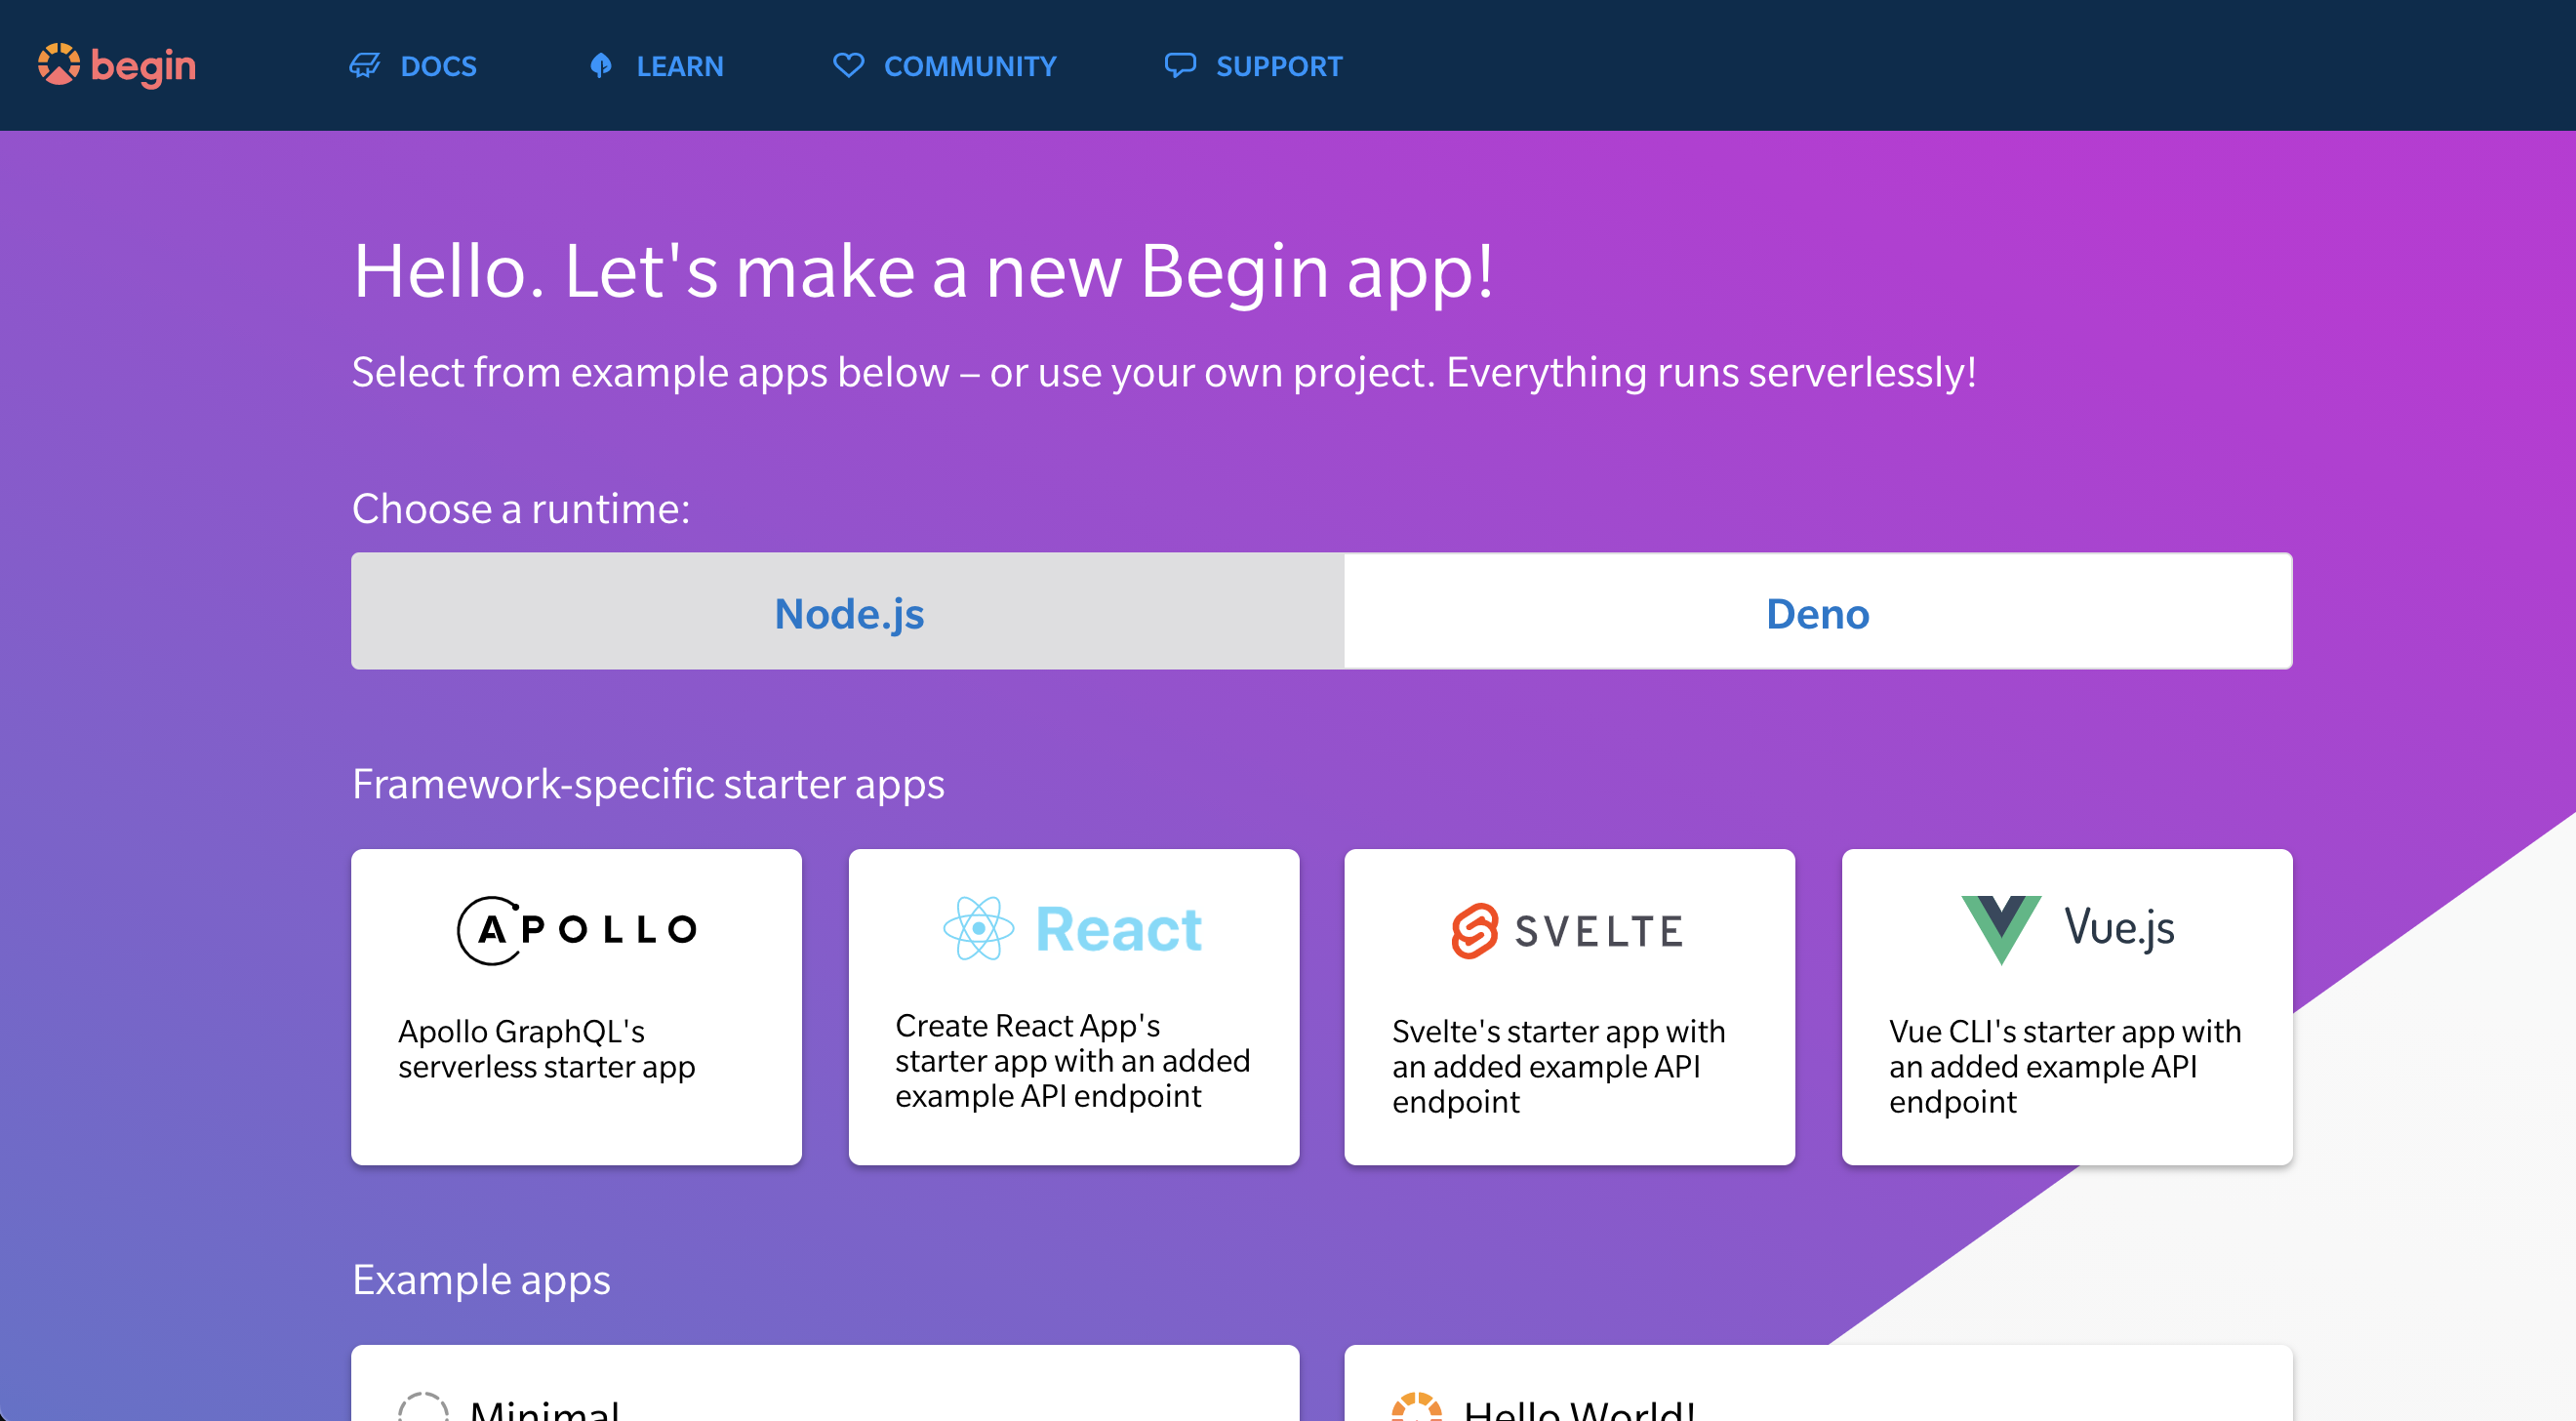 begin
DOCS
LEARN
COMMUNITY
SUPPORT
Hello. Let's make a new Begin app!
Select from example apps below – or use your own project. Everything runs serverlessly!
Choose a runtime:
Node.js
Deno
Framework-specific starter apps
APOLLO
Apollo GraphQL's
serverless starter app
React
Create React App's
starter app with an added
example API endpoint
SVELTE
Svelte's starter app with
an added example API
endpoint
Vue.js
Vue CLI's starter app with
an added example API
endpoint
Example apps
Minimal
Hello World!